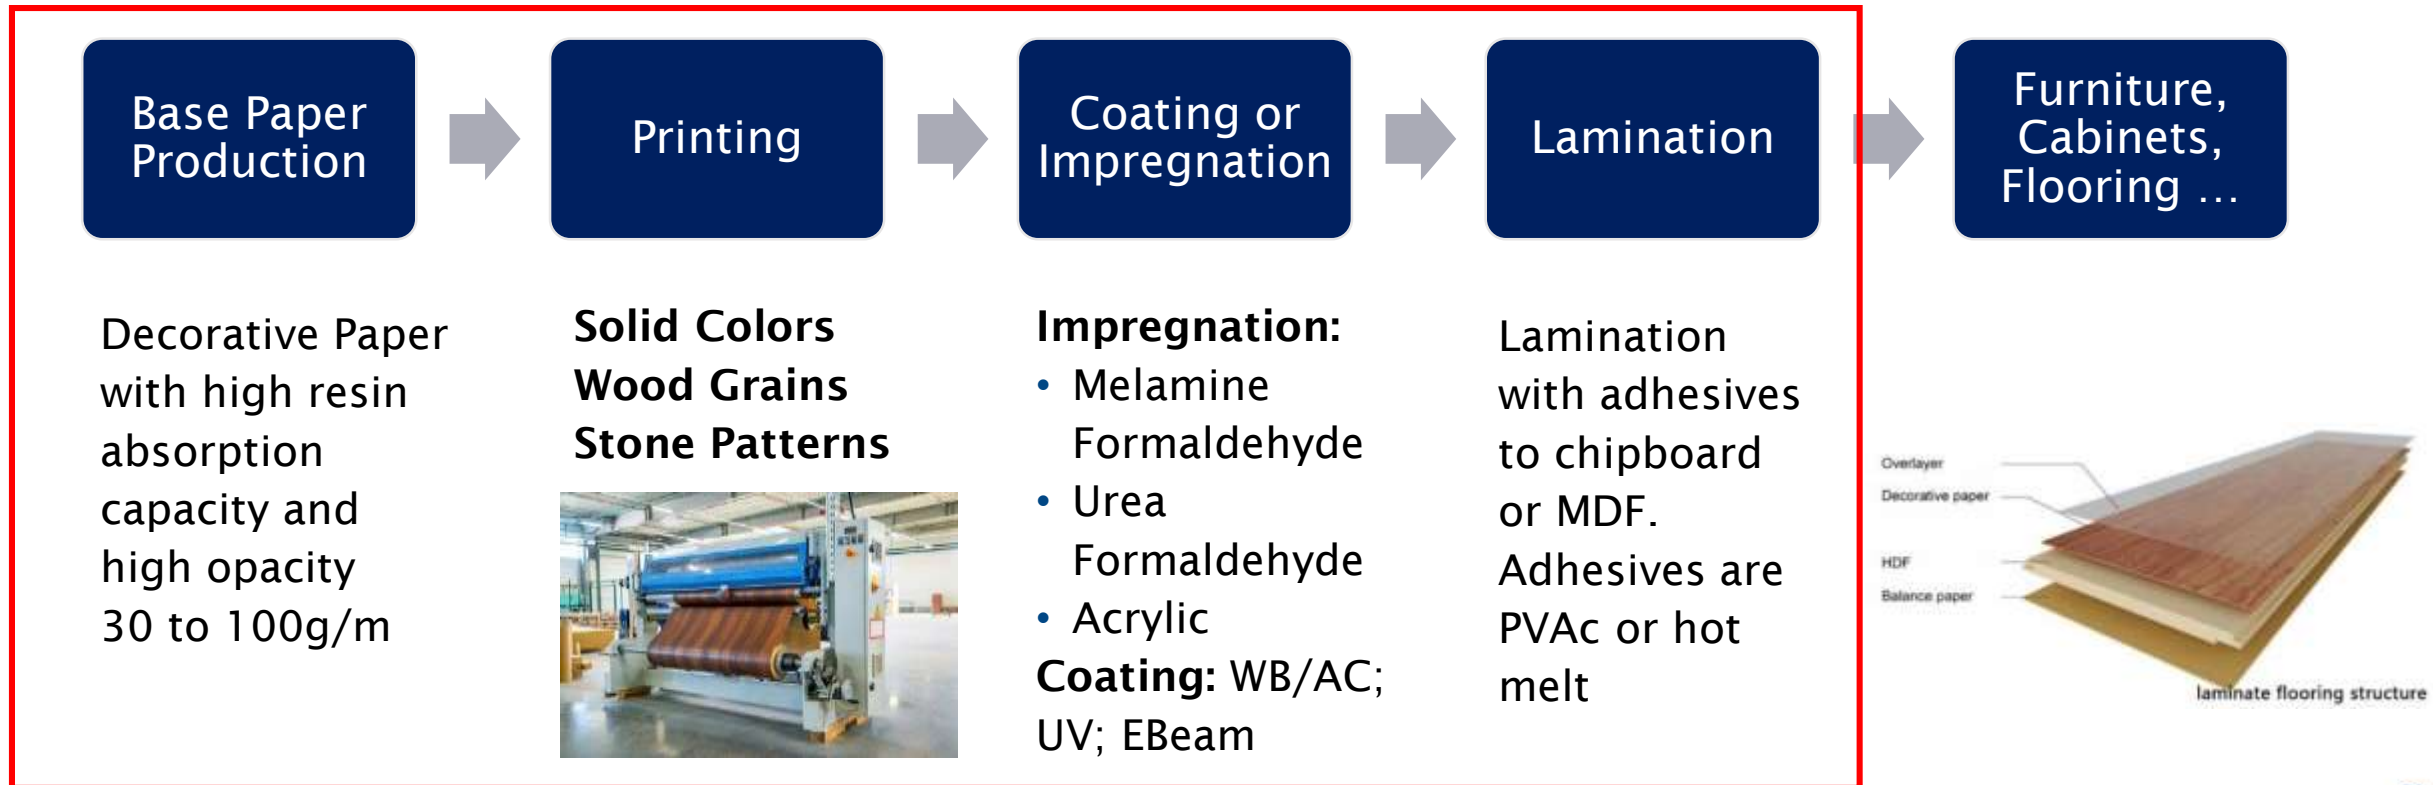 Base Paper
Production
Printing
Coating or
Impregnation
Lamination
Furniture,
Cabinets,
Flooring …
Decorative Paper
with high resin
absorption
capacity and
high opacity
30 to 100g/m
Solid Colors
Wood Grains
Stone Patterns
Impregnation:
• Melamine
Formaldehyde
• Urea
Formaldehyde
• Acrylic
Coating: WB/AC;
UV; EBeam
Lamination
with adhesives
to chipboard
or MDF.
Adhesives are
PVAc or hot
melt
Overlayer
Decorative paper
HDF
Balance paper
laminate flooring structure